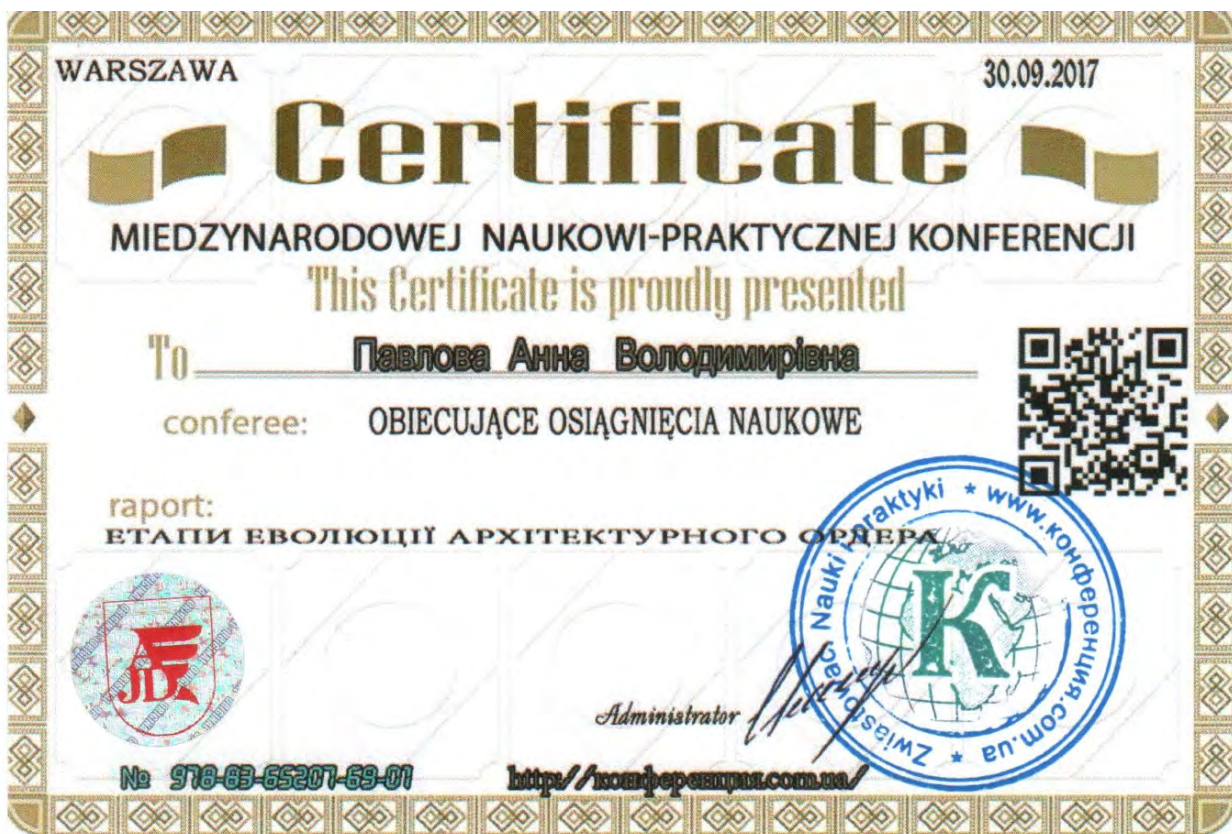 WARSZAWA
30.09.2017
Certificate
MIEDZYNARODOWEJ NAUKOWI-PRAKTYCZNEJ KONFERENCJI
This Certificate is proudly presented
To Павлова Анна Володимирівна
conferee: OBIECUJĄCE OSIĄGNIĘCIA NAUKOWE
raport:
ЕТАПИ ЕВОЛЮЦІЇ АРХІТЕКТУРНОГО ОРДЕРА
Zwiastować Nauki i praktyki * www.конференция.com.ua *
K
JD
Administrator
№ 978-83-65207-69-01
http://конференция.com.ua/